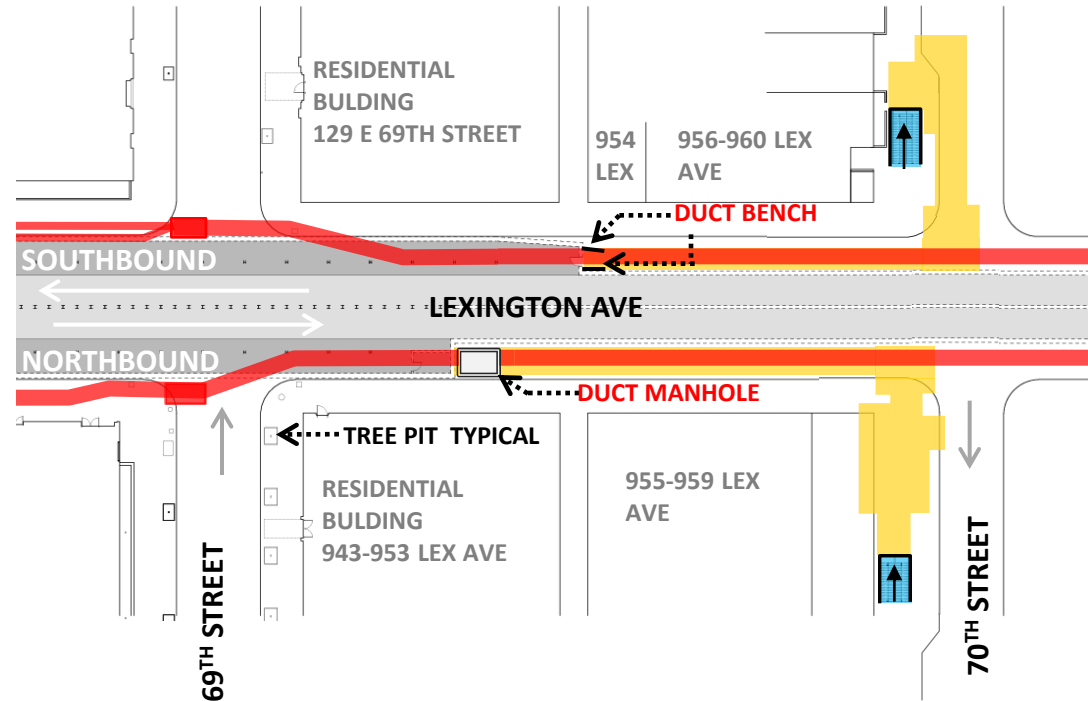 RESIDENTIAL
BULDING
129 E 69TH STREET
954
LEX
956-960 LEX
AVE
DUCT BENCH
SOUTHBOUND
LEXINGTON AVE
NORTHBOUND
DUCT MANHOLE
TREE PIT  TYPICAL
RESIDENTIAL
BULDING
943-953 LEX AVE
955-959 LEX
AVE
69TH STREET
70TH STREET